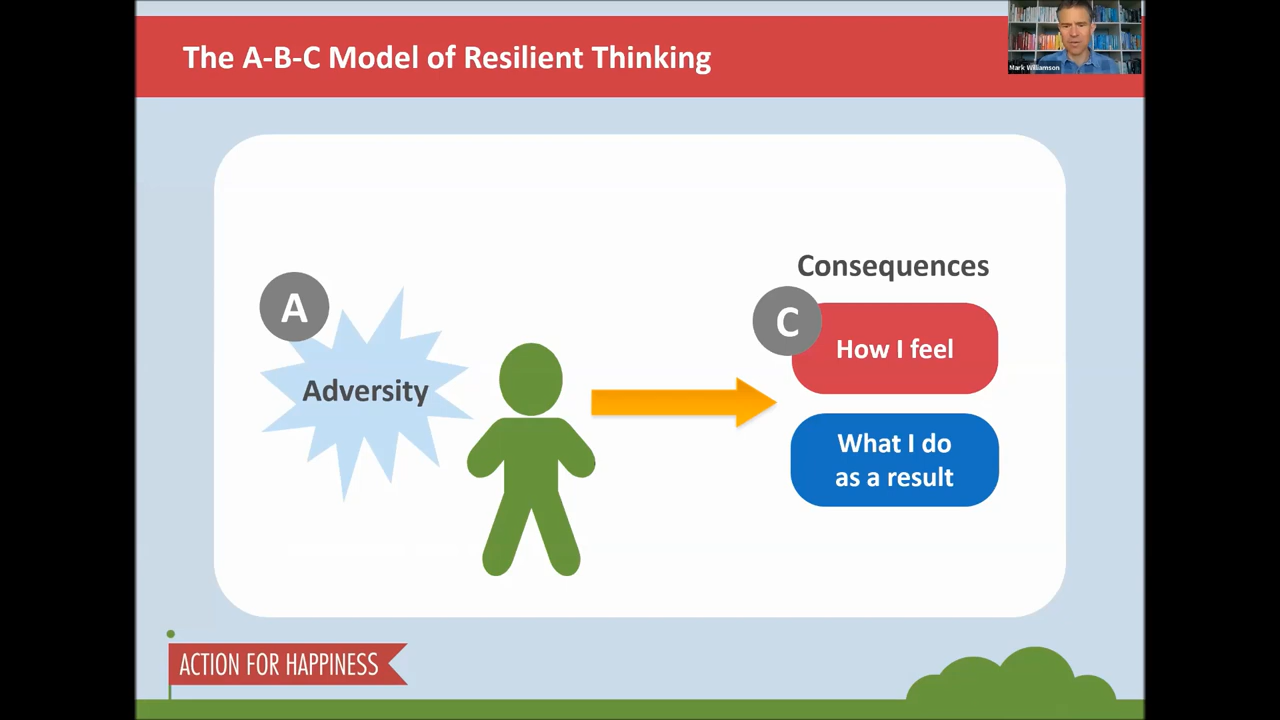 The A-B-C Model of Resilient Thinking
Mark Williamson
A
Adversity
Consequences
C
How I feel
What I do
as a result
ACTION FOR HAPPINESS